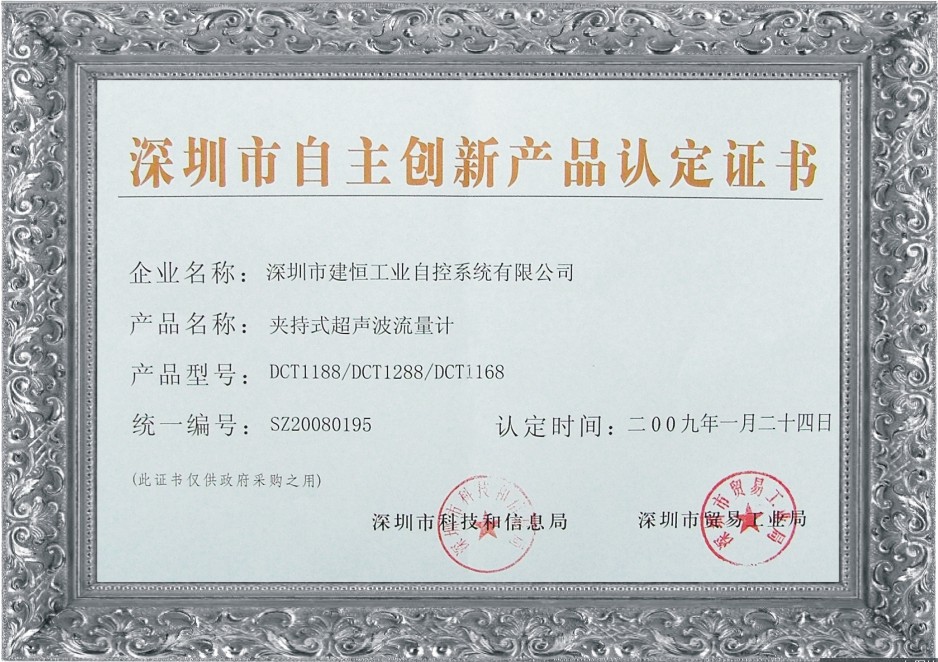 深圳市自主创新产品认定证书
企业名称：深圳市建恒工业自控系统有限公司
产品名称：夹持式超声波流量计
产品型号：DCT1188/DCT1288/DCT1168
统一编号：SZ20080195 认定时间：二00九年一月二十四日
(此证书仅供政府采购之用)
深圳市科技和信息局 深圳市贸易工业局